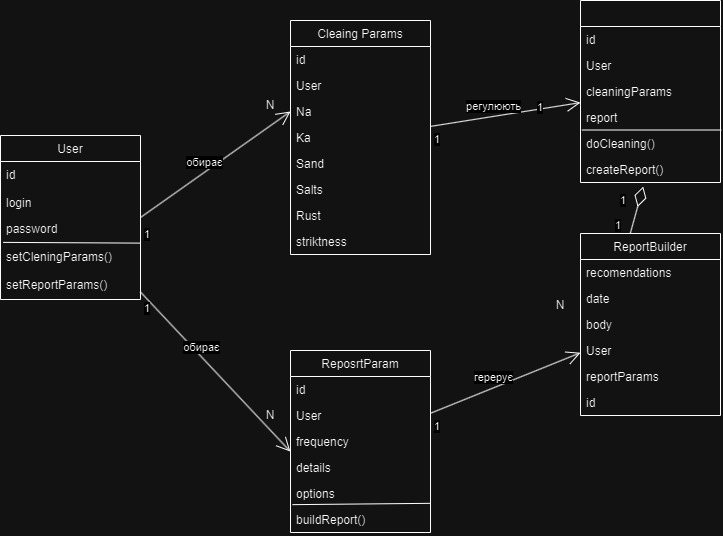 Cleaing Params
id
User
Na
Ka
Sand
Salts
Rust
striktness
id
User
cleaningParams
report
doCleaning()
createReport()
регулюють
1
1
User
id
login
password
setCleningParams()
setReportParams()
обирає
N
1
обирає
1
N
ReposrtParam
id
User
frequency
details
options
buildReport()
герерує
1
N
1
1
ReportBuilder
recomendations
date
body
User
reportParams
id